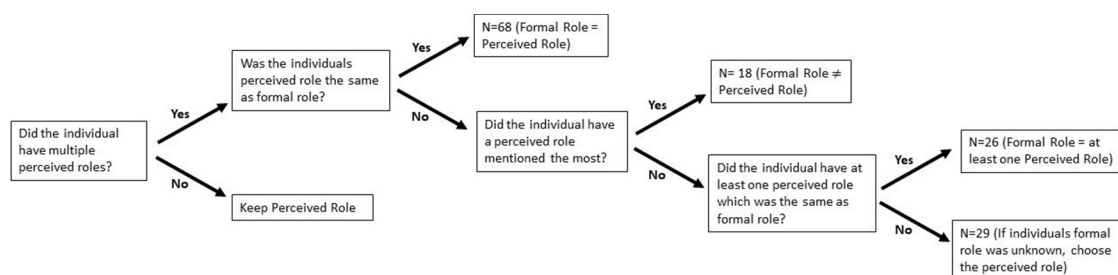 Did the individual
have multiple
perceived roles?
Yes
No
Was the individuals
perceived role the same
as formal role?
Keep Perceived Role
Yes
No
N=68 (Formal Role =
Perceived Role)
Did the individual have
a perceived role
mentioned the most?
Yes
No
N= 18 (Formal Role ≠
Perceived Role)
Did the individual have at
least one perceived role
which was the same as
formal role?
Yes
No
N=26 (Formal Role = at
least one Perceived Role)
N=29 (If individuals formal
role was unknown, choose
the perceived role)